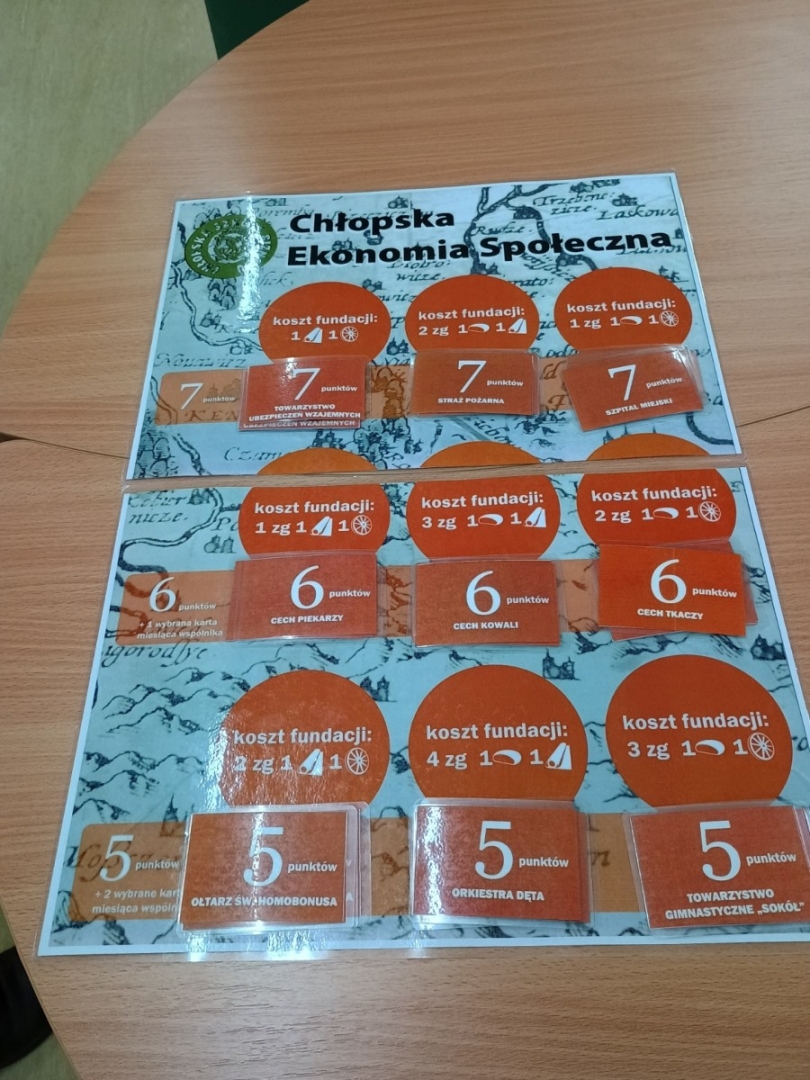 Chłopska
Ekonomia Społeczna
koszt fundacji:
1 1
koszt fundacji:
2 zg 1 1
koszt fundacji:
1 zg 1 1
7 punktów
7 punktów
TOWARZYSTWO
UBEZPIECZEŃ WZAJEMNYCH
UBEZPIECZEŃ WZAJEMNYCH
7 punktów
STRAŻ POŻARNA
7 punktów
SZPITAL MIEJSKI
koszt fundacji:
1 zg 1 1
koszt fundacji:
3 zg 1 1
koszt fundacji:
2 zg 1 1
6 punktów
+ 1 wybrana karta
miesiąca wspólnika
6 punktów
CECH PIEKARZY
6 punktów
CECH KOWALI
6 punktów
CECH TKACZY
koszt fundacji:
2 zg 1 1
koszt fundacji:
4 zg 1 1
koszt fundacji:
3 zg 1 1
5 punktów
+ 2 wybrane kart
miesiąca wspóln
5 punktów
OŁTARZ ŚW. HOMOBONUSA
5 punktów
ORKIESTRA DĘTA
5 punktów
TOWARZYSTWO
GIMNASTYCZNE „SOKÓŁ”